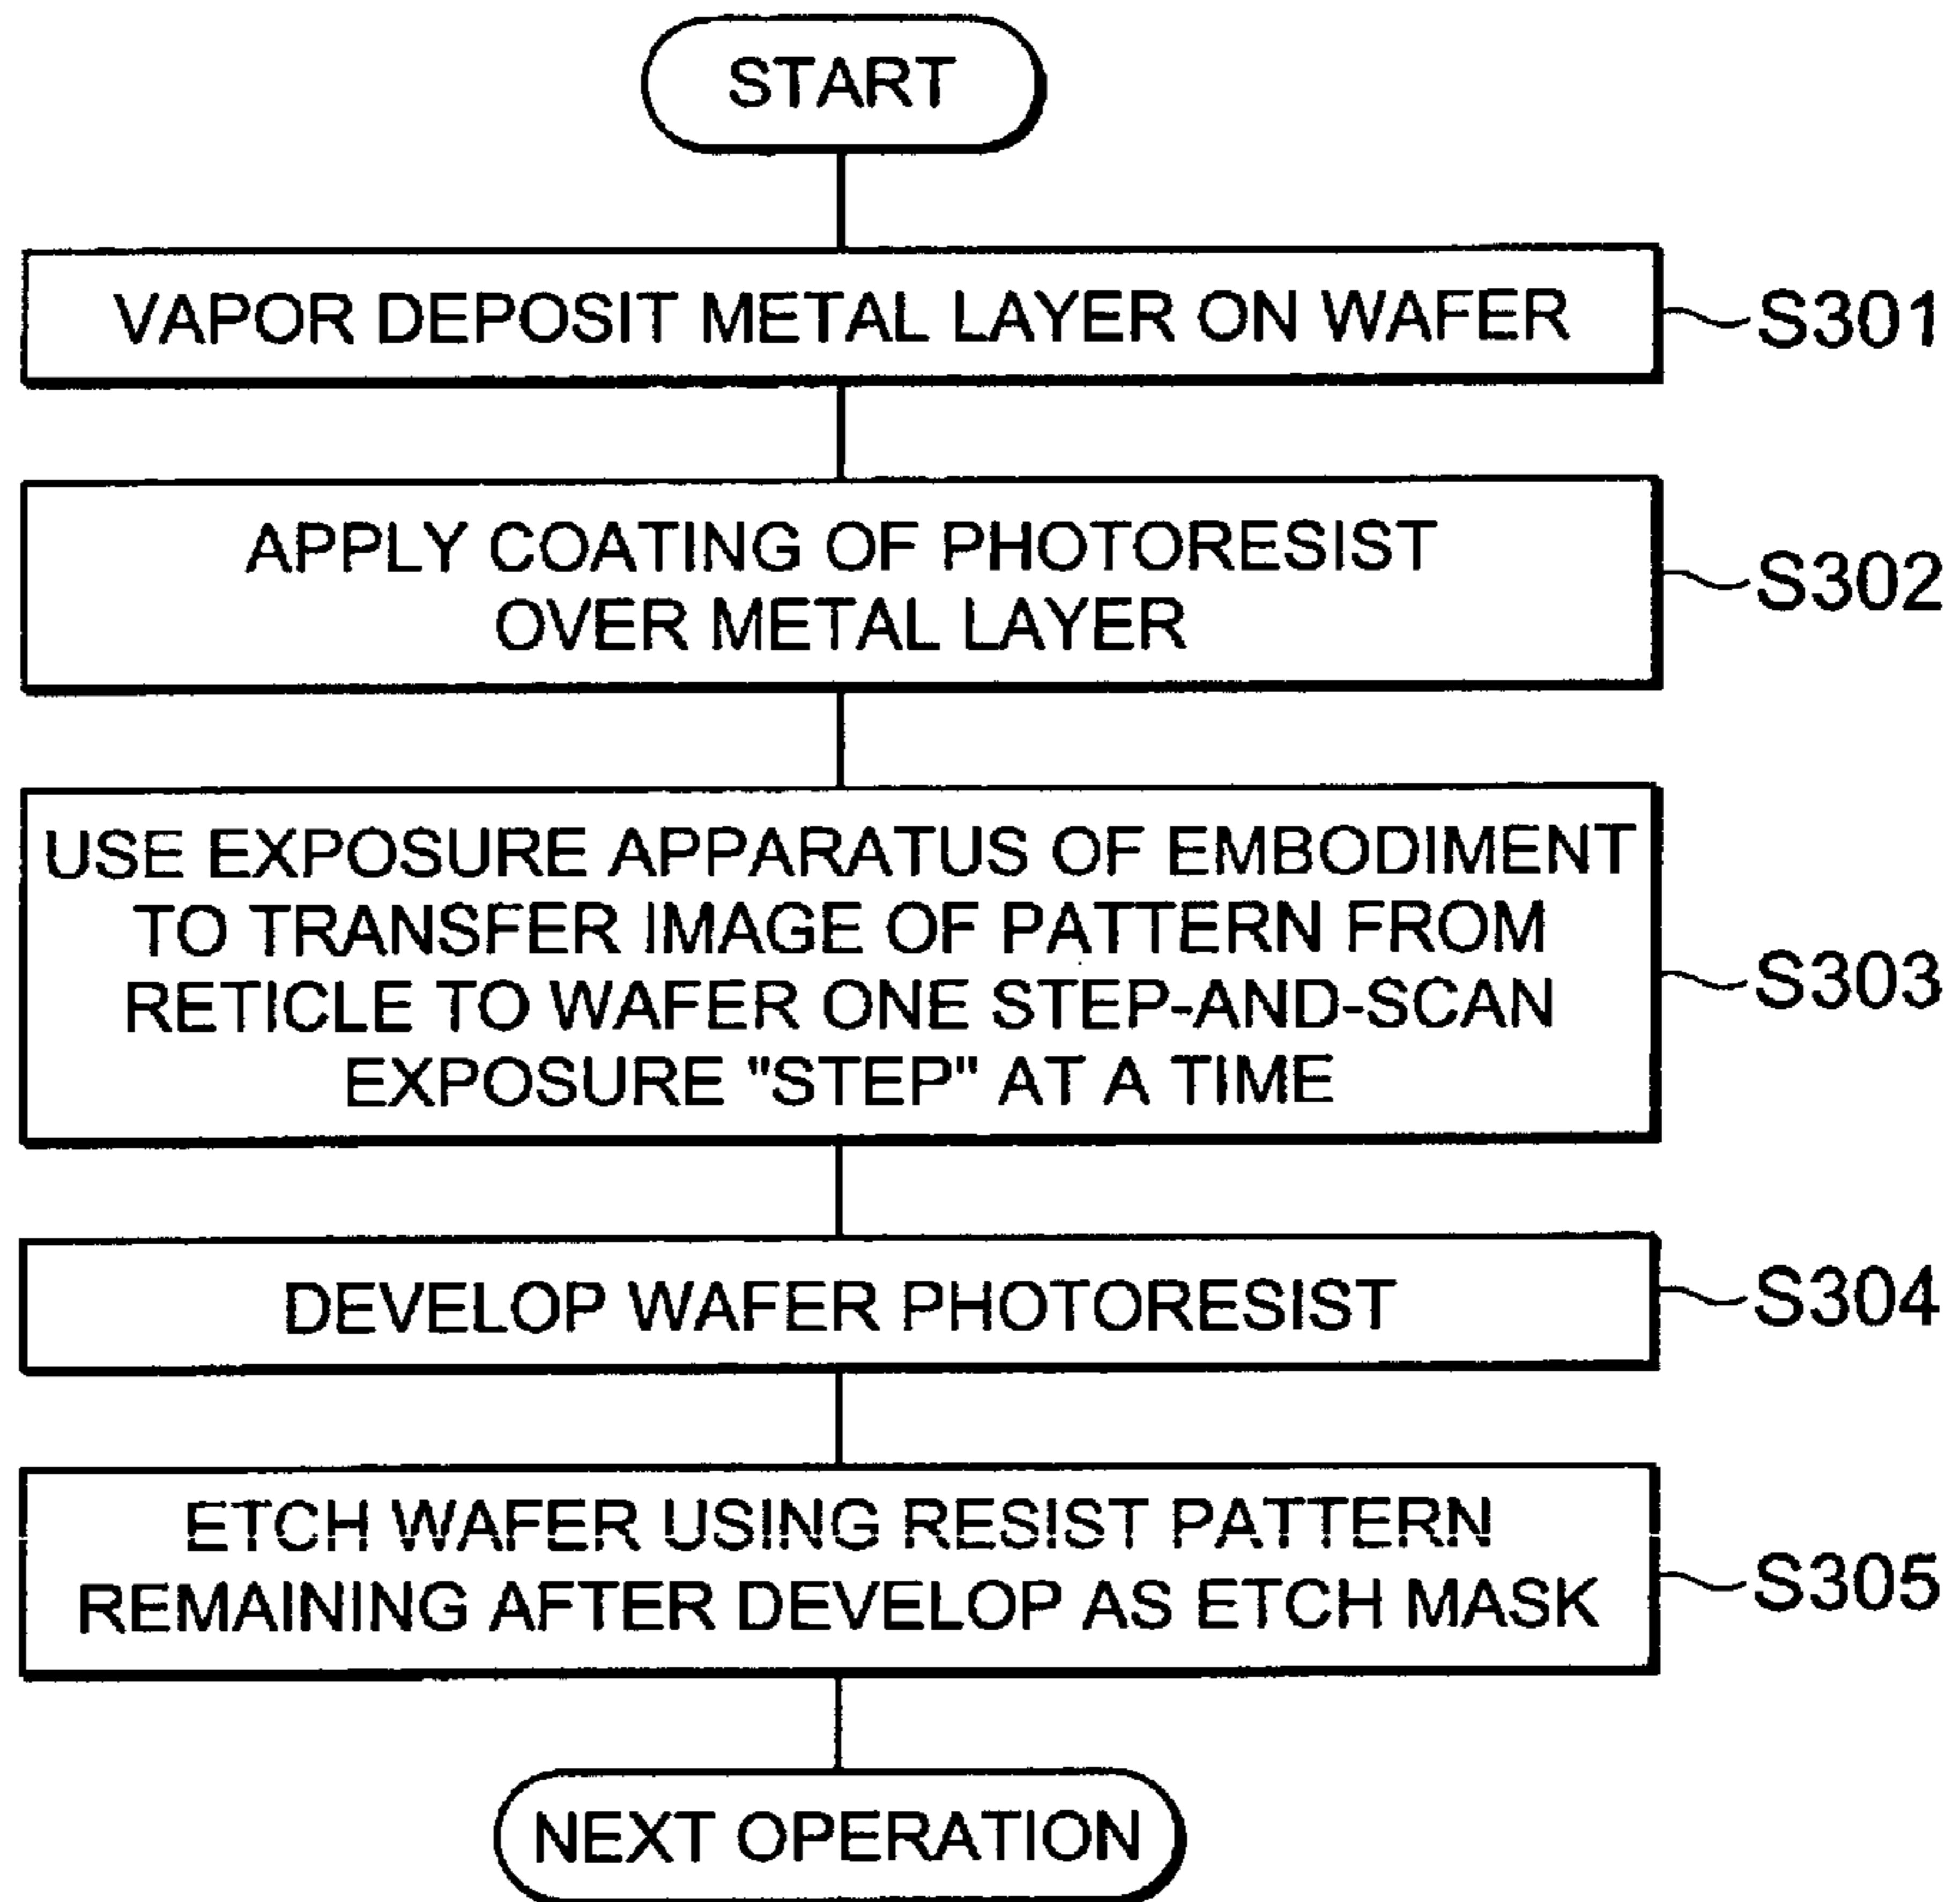 START
VAPOR DEPOSIT METAL LAYER ON WAFER
S301
APPLY COATING OF PHOTORESIST
OVER METAL LAYER
S302
USE EXPOSURE APPARATUS OF EMBODIMENT
TO TRANSFER IMAGE OF PATTERN FROM
RETICLE TO WAFER ONE STEP-AND-SCAN
EXPOSURE "STEP" AT A TIME
S303
DEVELOP WAFER PHOTORESIST
S304
ETCH WAFER USING RESIST PATTERN
REMAINING AFTER DEVELOP AS ETCH MASK
S305
NEXT OPERATION